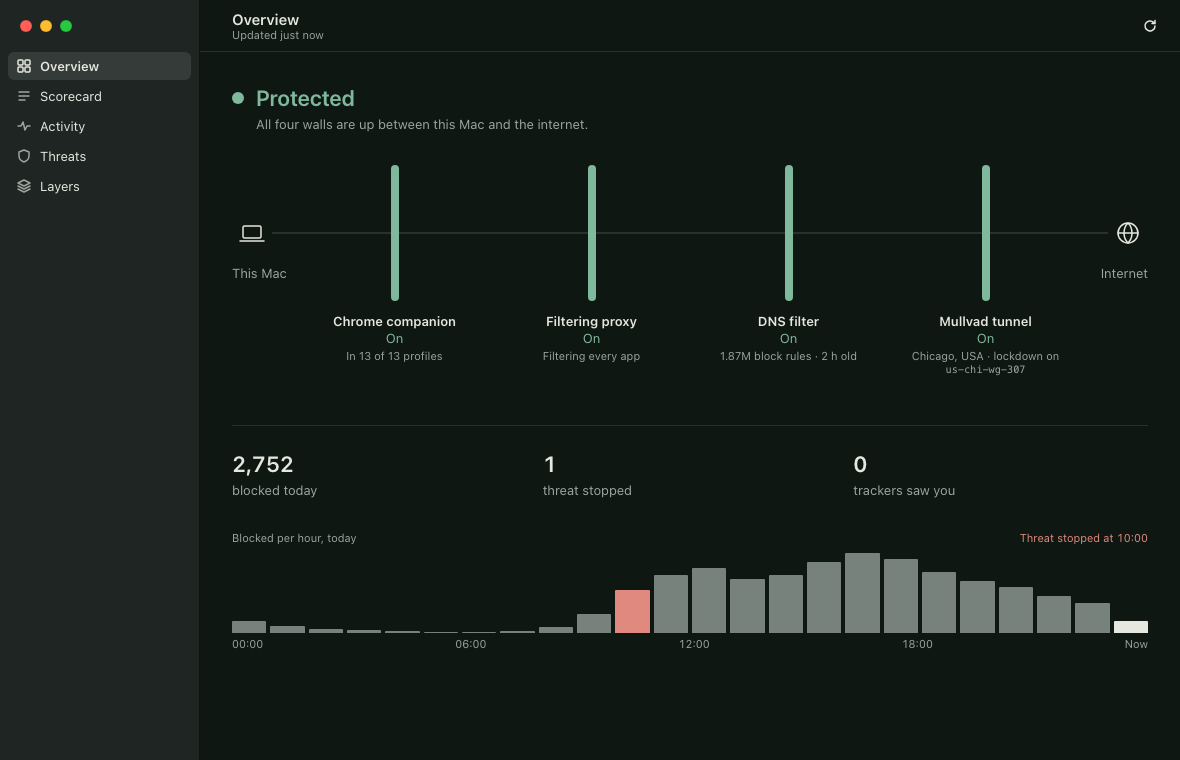 Overview
Updated just now
Overview
Scorecard
Activity
Threats
Layers
Protected
All four walls are up between this Mac and the internet.
This Mac
Internet
Chrome companion
On
In 13 of 13 profiles
Filtering proxy
On
Filtering every app
DNS filter
On
1.87M block rules · 2 h old
Mullvad tunnel
On
Chicago, USA · lockdown on
us-chi-wg-307
2,752
blocked today
1
threat stopped
0
trackers saw you
Blocked per hour, today
Threat stopped at 10:00
00:00
06:00
12:00
18:00
Now